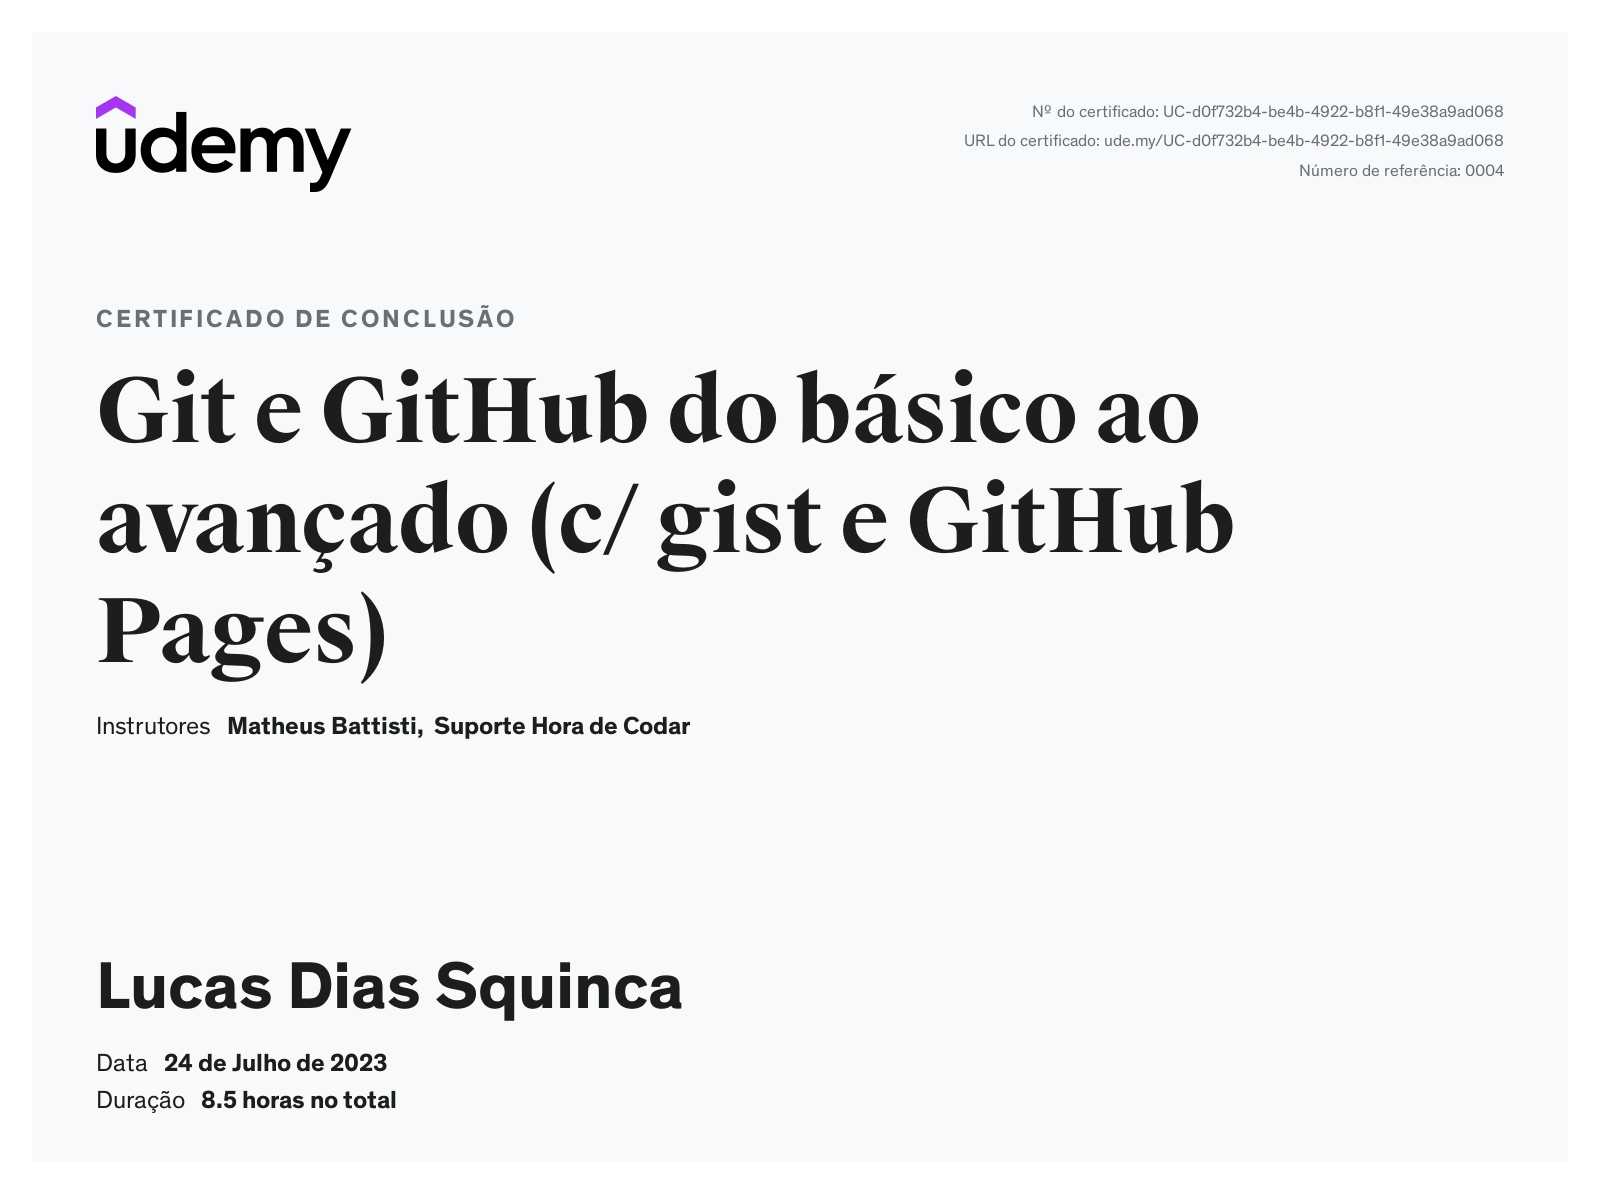 udemy
Nº do certificado: UC-d0f732b4-be4b-4922-b8f1-49e38a9ad068
URL do certificado: ude.my/UC-d0f732b4-be4b-4922-b8f1-49e38a9ad068
Número de referência: 0004
CERTIFICADO DE CONCLUSÃO
Git e GitHub do básico ao
avançado (c/ gist e GitHub
Pages)
Instrutores Matheus Battisti, Suporte Hora de Codar
Lucas Dias Squinca
Data 24 de Julho de 2023
Duração 8.5 horas no total